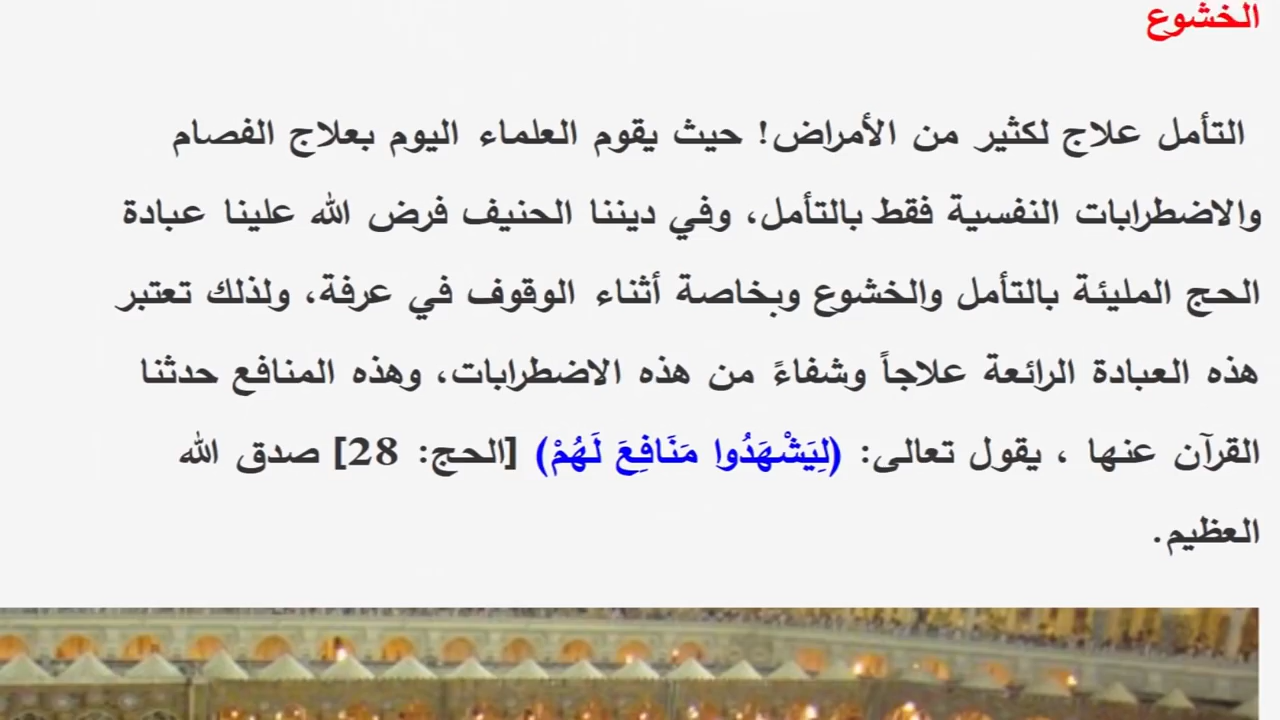 الخشوع
التأمل علاج لكثير من الأمراض! حيث يقوم العلماء اليوم بعلاج الفصام
والاضطرابات النفسية فقط بالتأمل، وفي ديننا الحنيف فرض الله علينا عبادة
الحج المليئة بالتأمل والخشوع وبخاصة أثناء الوقوف في عرفة، ولذلك تعتبر
هذه العبادة الرائعة علاجاً وشفاءً من هذه الاضطرابات، وهذه المنافع حدثنا
القرآن عنها ، يقول تعالى: (لِيَشْهَدُوا مَنَافِعَ لَهُمْ) [الحج: 28] صدق الله
العظيم.